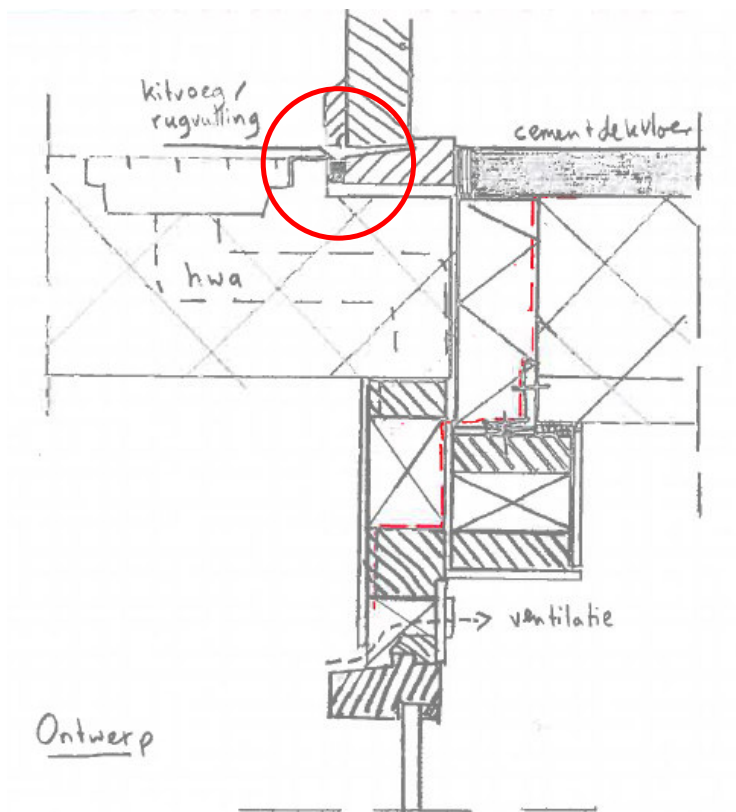 kitvoeg /
rugvulling
cementdekvloer
hwa
ventilatie
Ontwerp